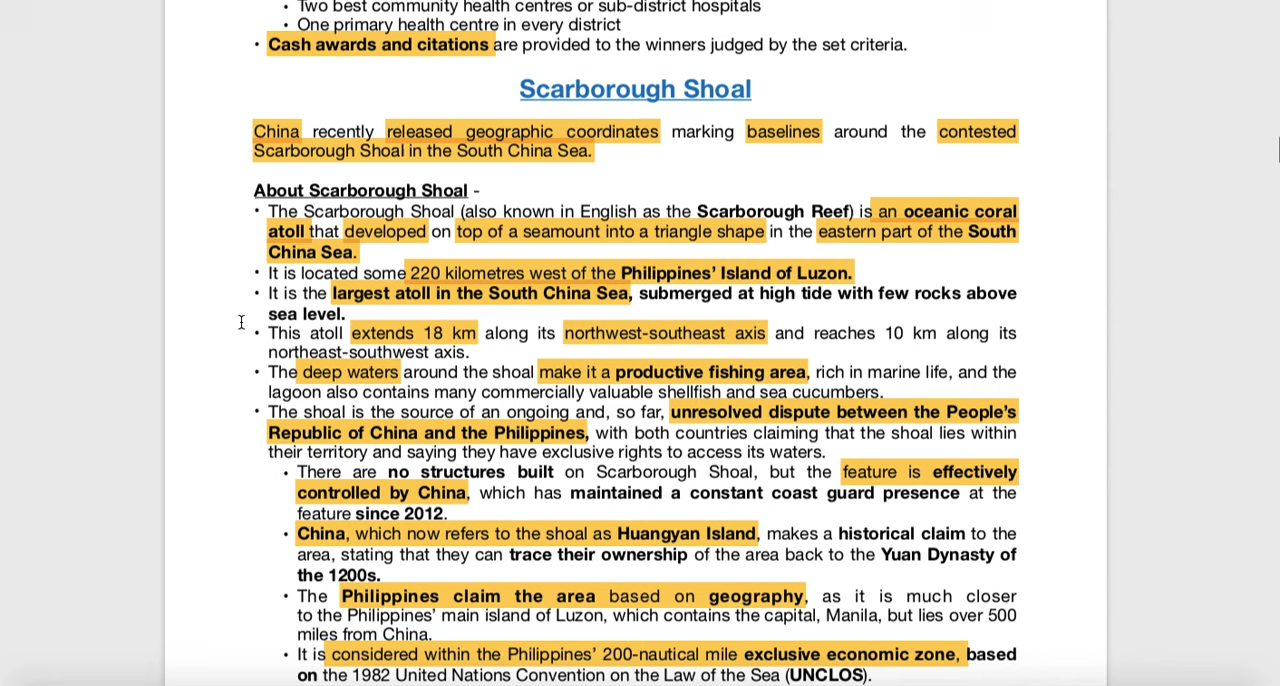 • Two best community health centres or sub-district hospitals
• One primary health centre in every district
• Cash awards and citations are provided to the winners judged by the set criteria.
Scarborough Shoal
China recently released geographic coordinates marking baselines around the contested
Scarborough Shoal in the South China Sea.
About Scarborough Shoal -
• The Scarborough Shoal (also known in English as the Scarborough Reef) is an oceanic coral
atoll that developed on top of a seamount into a triangle shape in the eastern part of the South
China Sea.
• It is located some 220 kilometres west of the Philippines’ Island of Luzon.
• It is the largest atoll in the South China Sea, submerged at high tide with few rocks above
sea level.
• This atoll extends 18 km along its northwest-southeast axis and reaches 10 km along its
northeast-southwest axis.
• The deep waters around the shoal make it a productive fishing area, rich in marine life, and the
lagoon also contains many commercially valuable shellfish and sea cucumbers.
• The shoal is the source of an ongoing and, so far, unresolved dispute between the People’s
Republic of China and the Philippines, with both countries claiming that the shoal lies within
their territory and saying they have exclusive rights to access its waters.
• There are no structures built on Scarborough Shoal, but the feature is effectively
controlled by China, which has maintained a constant coast guard presence at the
feature since 2012.
• China, which now refers to the shoal as Huangyan Island, makes a historical claim to the
area, stating that they can trace their ownership of the area back to the Yuan Dynasty of
the 1200s.
• The Philippines claim the area based on geography, as it is much closer
to the Philippines’ main island of Luzon, which contains the capital, Manila, but lies over 500
miles from China.
• It is considered within the Philippines’ 200-nautical mile exclusive economic zone, based
on the 1982 United Nations Convention on the Law of the Sea (UNCLOS).